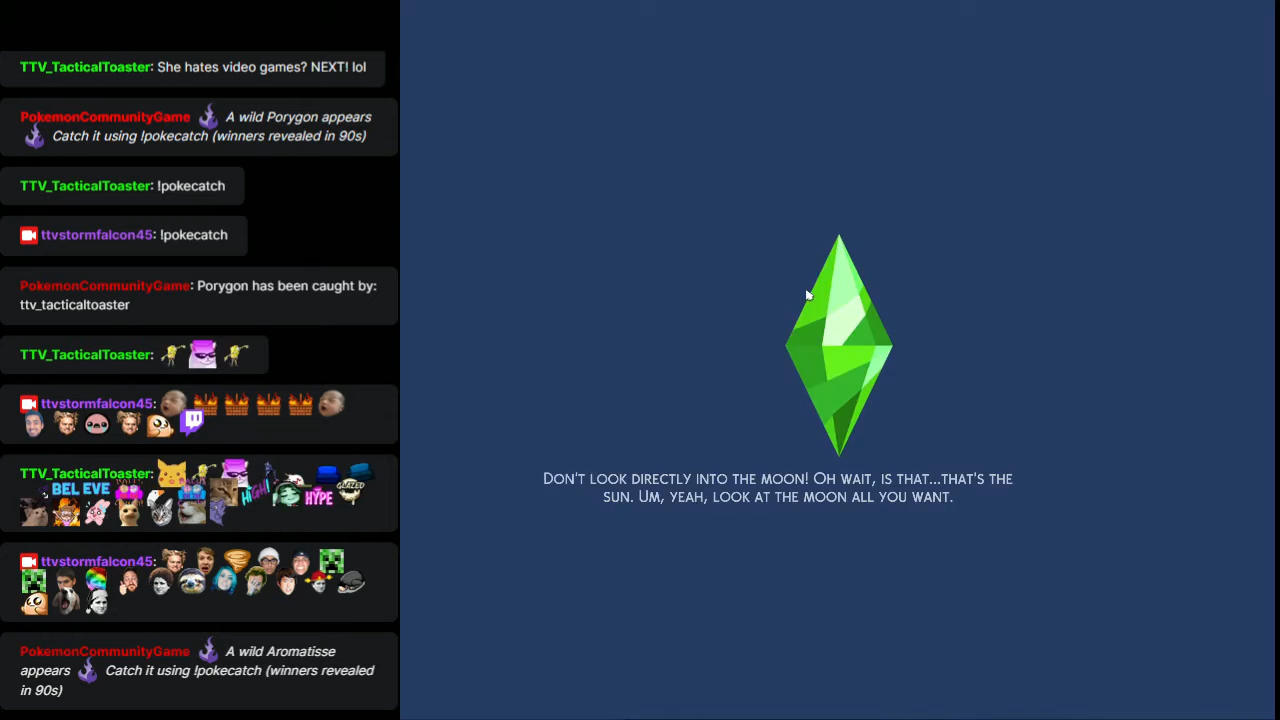 TTV_TacticalToaster: She hates video games? NEXT! lol
PokemonCommunityGame A wild Porygon appears
Catch it using !pokecatch (winners revealed in 90s)
TTV_TacticalToaster: !pokecatch
ttvstormfalcon45: !pokecatch
PokemonCommunityGame: Porygon has been caught by:
ttv_tacticaltoaster
TTV_TacticalToaster:
ttvstormfalcon45:
TTV_TacticalToaster:
BELEVE HiGH! HYPE GLAZED
ttvstormfalcon45:
PokemonCommunityGame A wild Aromatisse
appears Catch it using !pokecatch (winners revealed
in 90s)
Don't look directly into the moon! Oh wait, is that...that's the
sun. Um, yeah, look at the moon all you want.